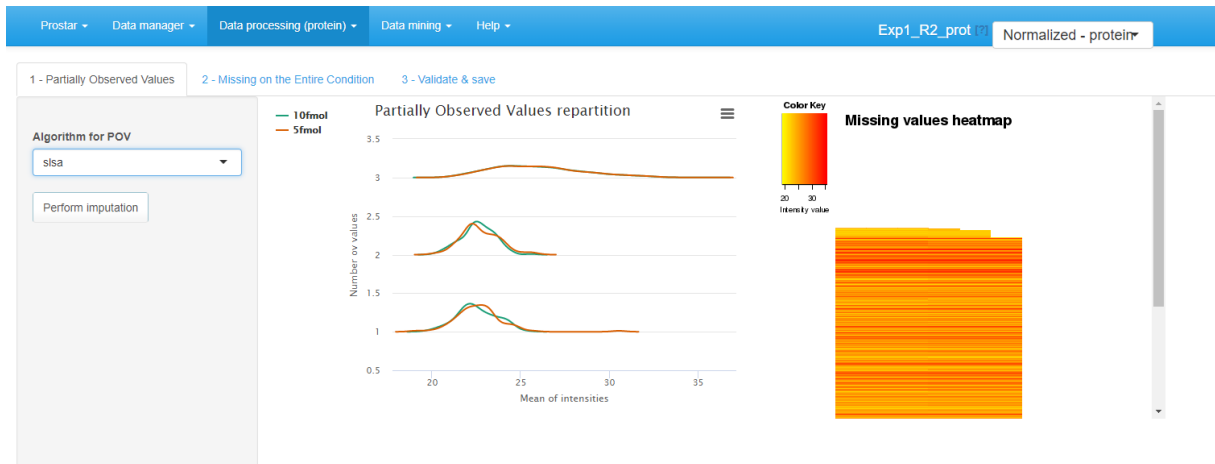 Prostar Data manager Data processing (protein) Data mining Help Exp1_R2_prot [?] Normalized - protein
1 - Partially Observed Values 2 - Missing on the Entire Condition 3 - Validate & save
Algorithm for POV
slsa
Perform imputation
10fmol
5fmol
Partially Observed Values repartition
Number ov values
3.5
3
2.5
2
1.5
1
0.5
20 25 30 35
Mean of intensities
Color Key
20 30
Intensity value
Missing values heatmap